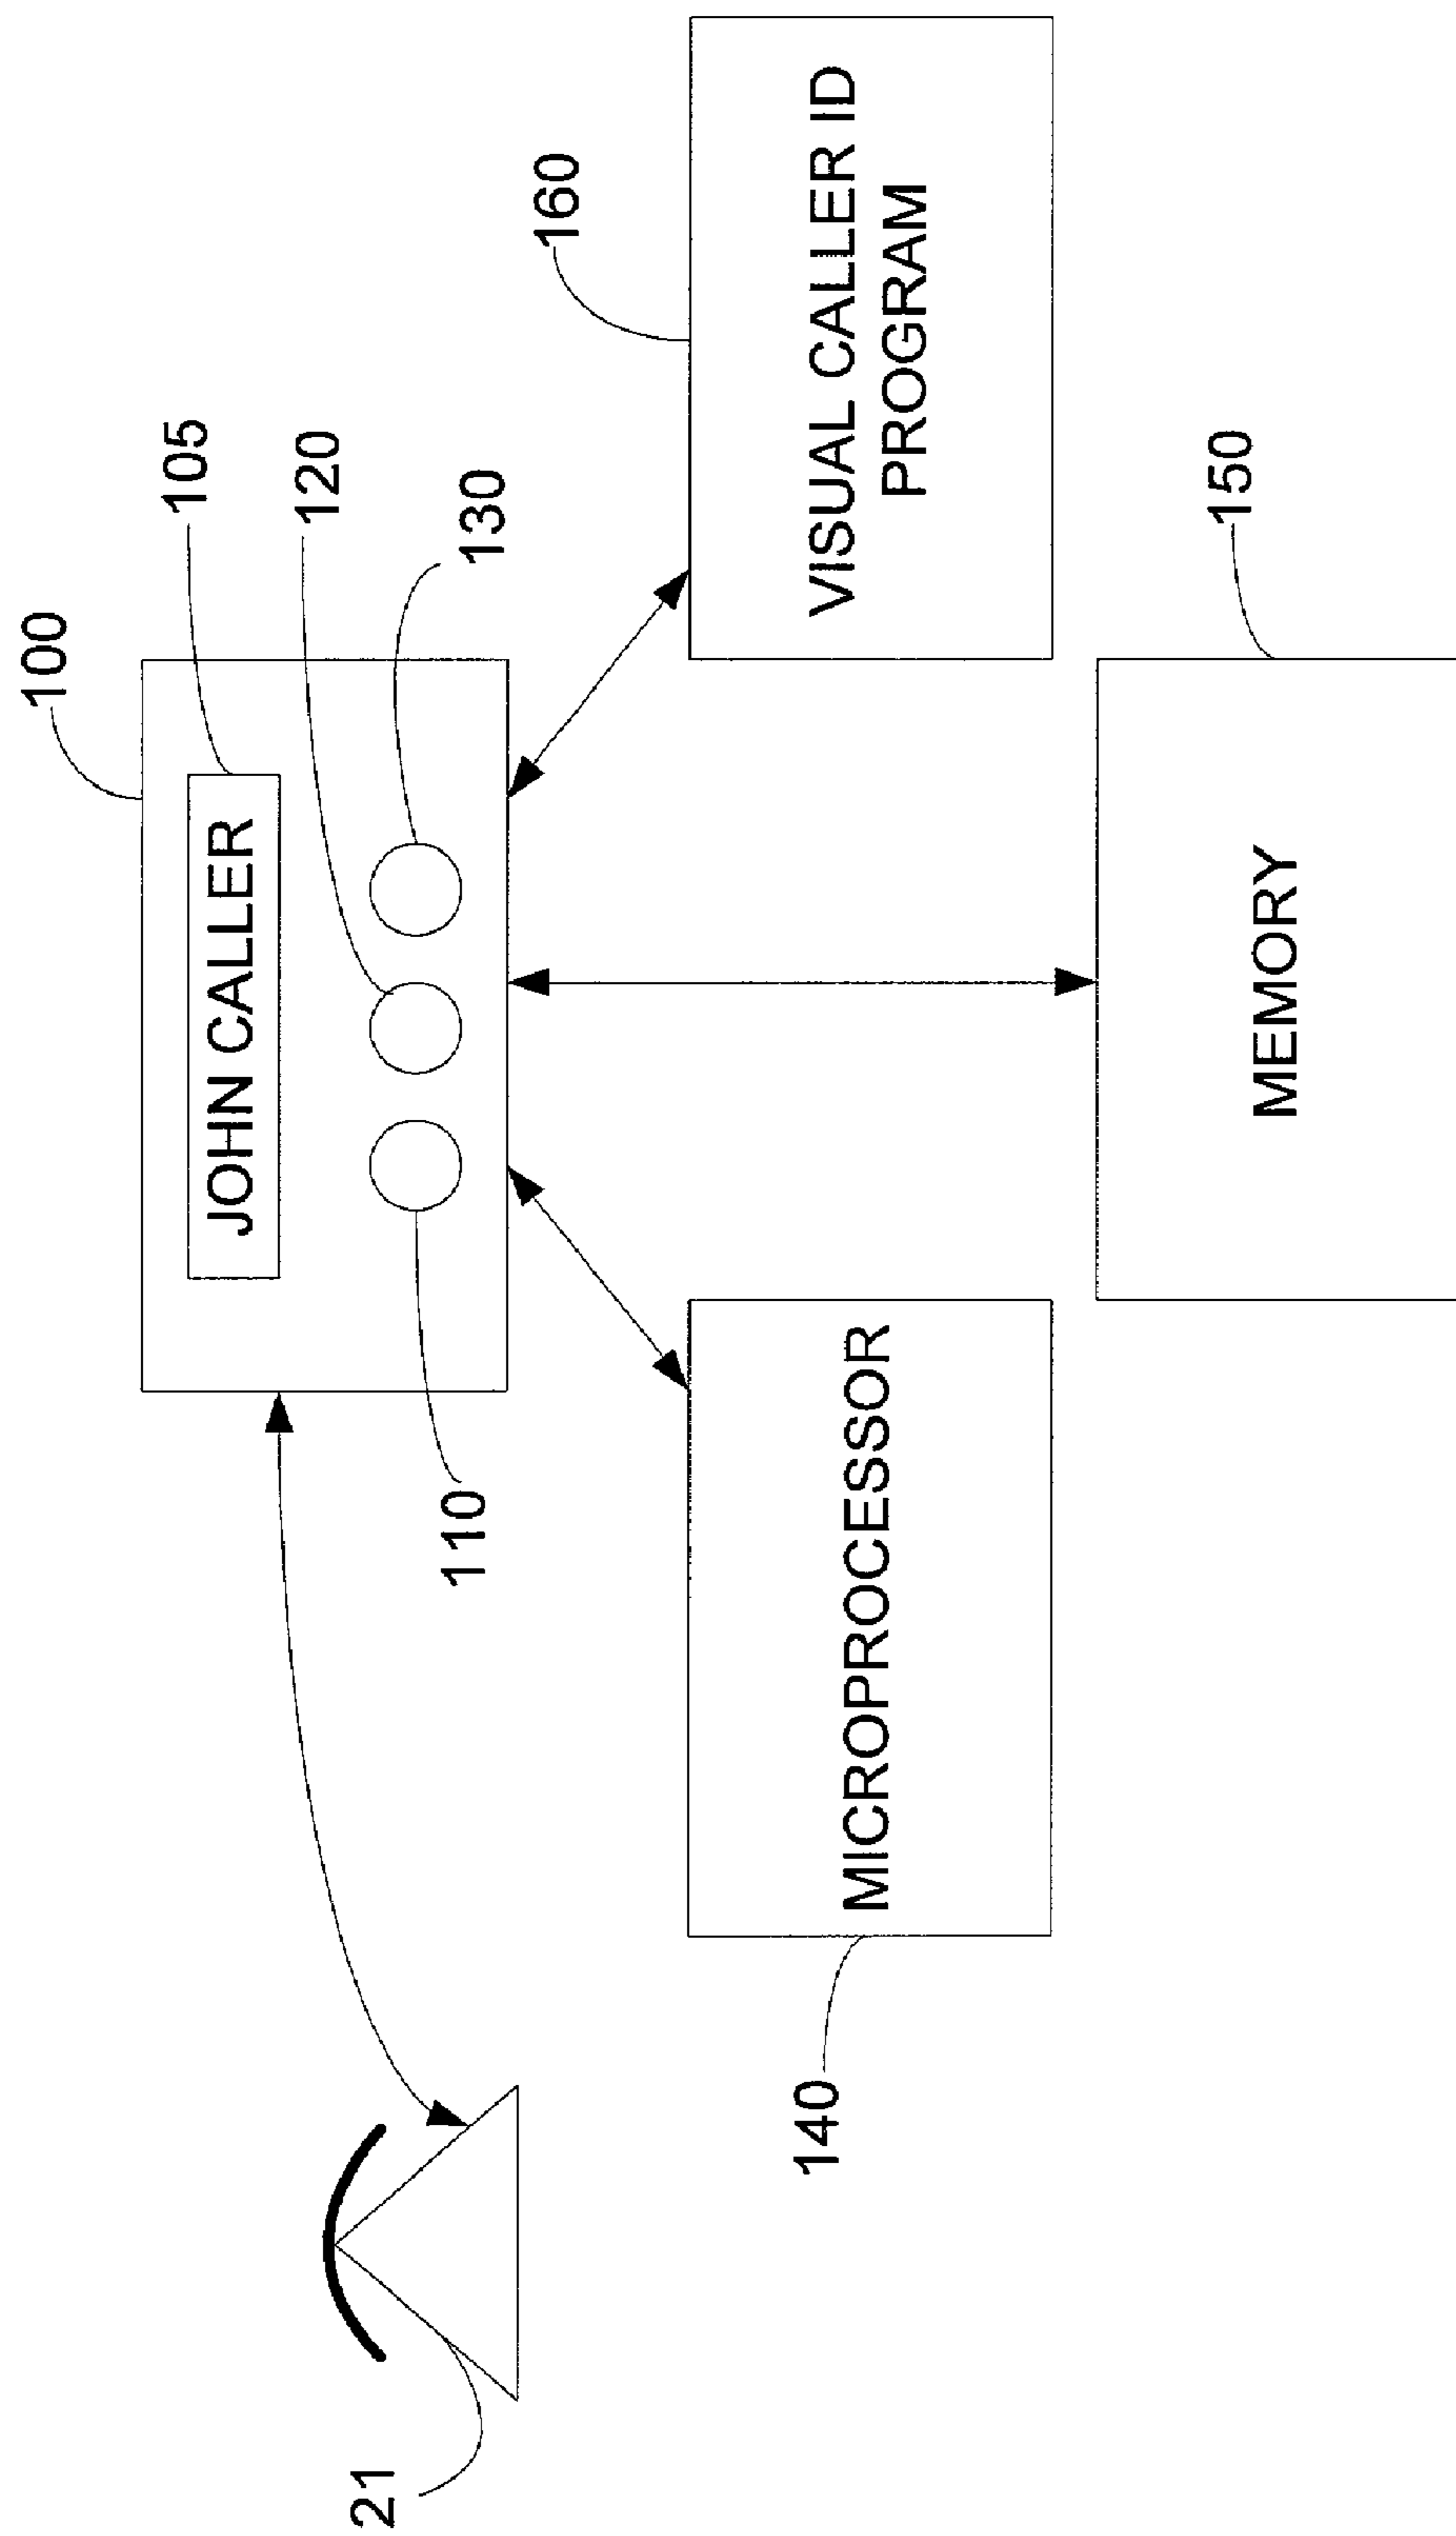 100
105
JOHN CALLER
120
130
110
21
160
VISUAL CALLER ID
PROGRAM
MICROPROCESSOR
140
150
MEMORY